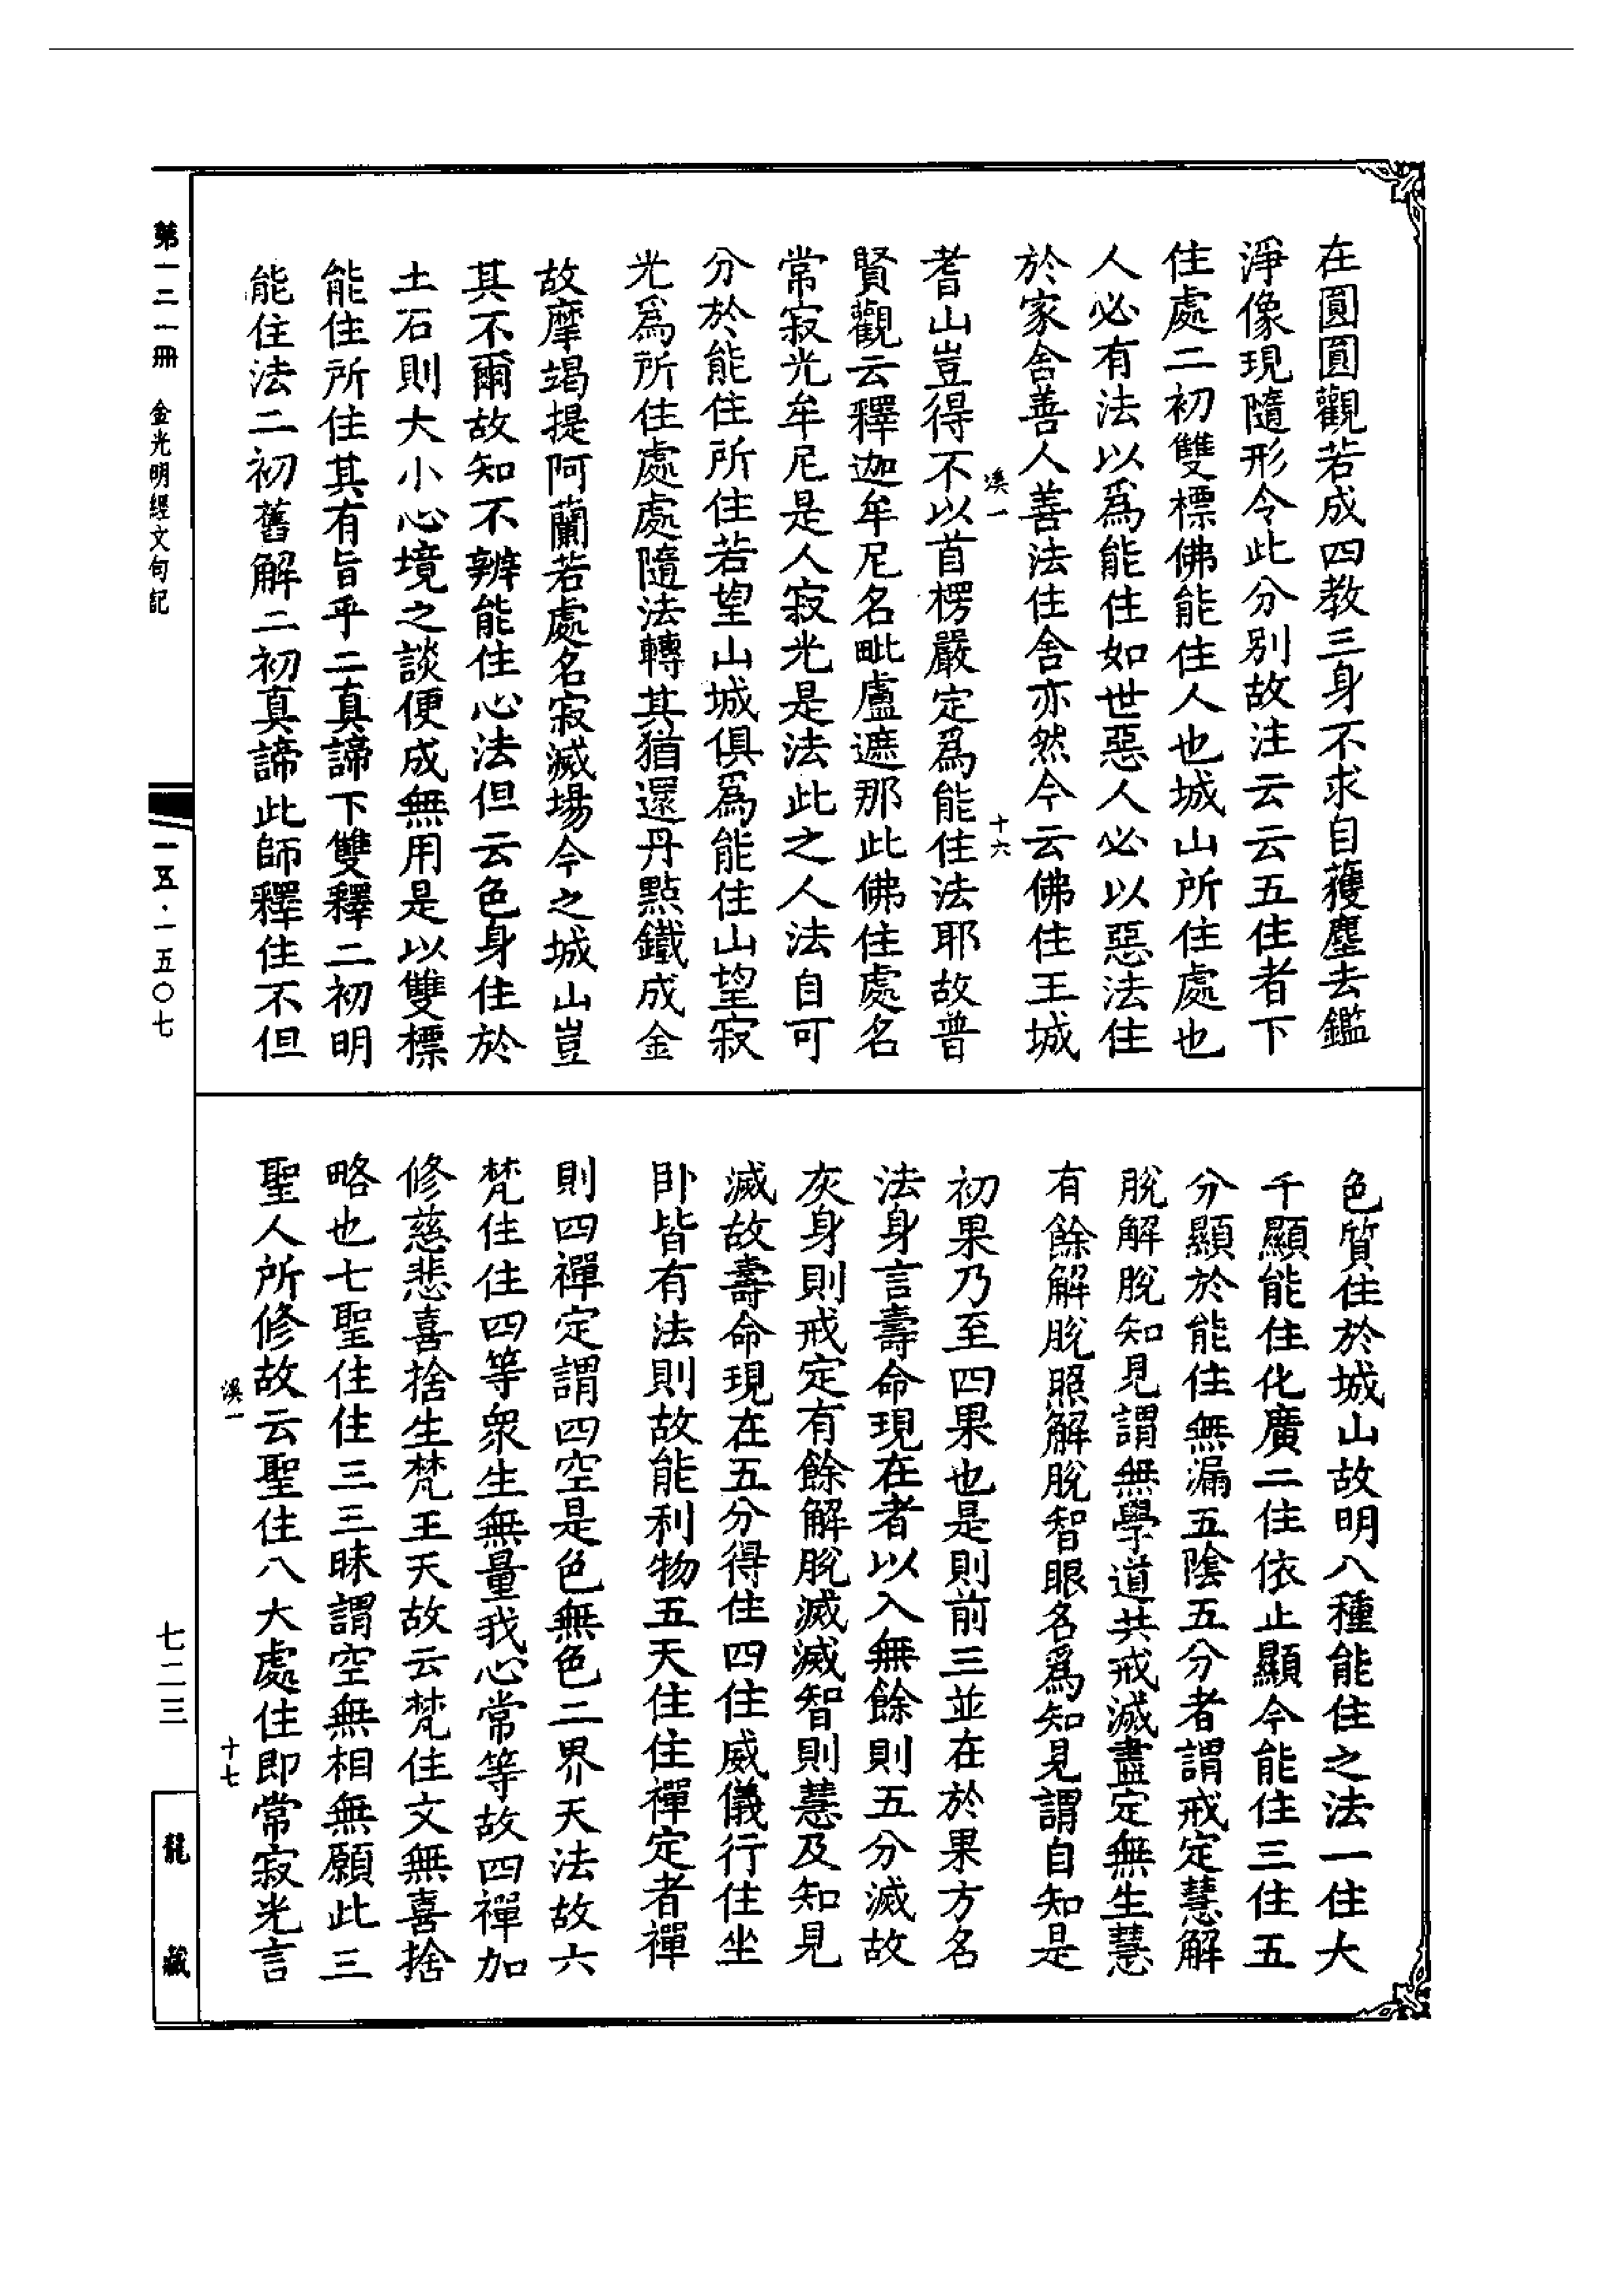 在圓圓觀若成四教三身不求自獲塵去鑑
淨像現隨形令此分別故注云云五住者下
住處二初雙標佛能住人也城山所住處也
人必有法以爲能住如世惡人必以惡法住
於家舍善人善法住舍亦然今云佛住王城
溪一
十六
耆山豈得不以首楞嚴定爲能住法耶故普
賢觀云釋迦牟尼名毗盧遮那此佛住處名
常寂光牟尼是人寂光是法此之人法自可
分於能住所住若望山城俱爲能住山望寂
光爲所住處處隨法轉其猶還丹點鐵成金
故摩竭提阿蘭若處名寂滅場今之城山豈
其不爾故知不辨能住心法但云色身住於
土石則大小心境之談便成無用是以雙標
能住所住其有旨乎二真諦下雙釋二初明
能住法二初舊解二初真諦此師釋住不但
色質住於城山故明八種能住之法一住大
千顯能住化廣二住依止顯今能住三住五
分顯於能住無漏五陰五分者謂戒定慧解
脫解脫知見謂無學道共戒滅盡定無生慧
有餘解脫照解脫智眼名爲知見謂自知是
初果乃至四果也是則前三並在於果方名
法身言壽命現在者以入無餘則五分滅故
灰身則戒定有餘解脫滅滅智則慧及知見
滅故壽命現在五分得住四住威儀行住坐
臥皆有法則故能利物五天住住禪定者禪
則四禪定謂四空是色無色二界天法故六
梵住住四等衆生無量我心常等故四禪加
修慈悲喜捨生梵王天故云梵住文無喜捨
略也七聖住住三三昧謂空無相無願此三
聖人所修故云聖住八大處住即常寂光言
溪一
十七
第一二一冊 金光明經文句記
一五·一五〇七
七二三
龍藏